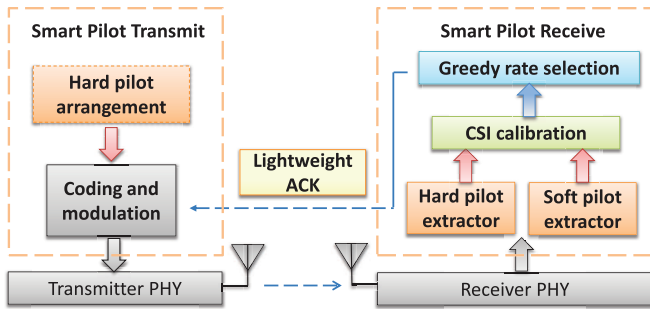 Smart Pilot Transmit
Hard pilot
arrangement
Coding and
modulation
Transmitter PHY
Lightweight
ACK
Smart Pilot Receive
Greedy rate selection
CSI calibration
Hard pilot
extractor
Soft pilot
extractor
Receiver PHY